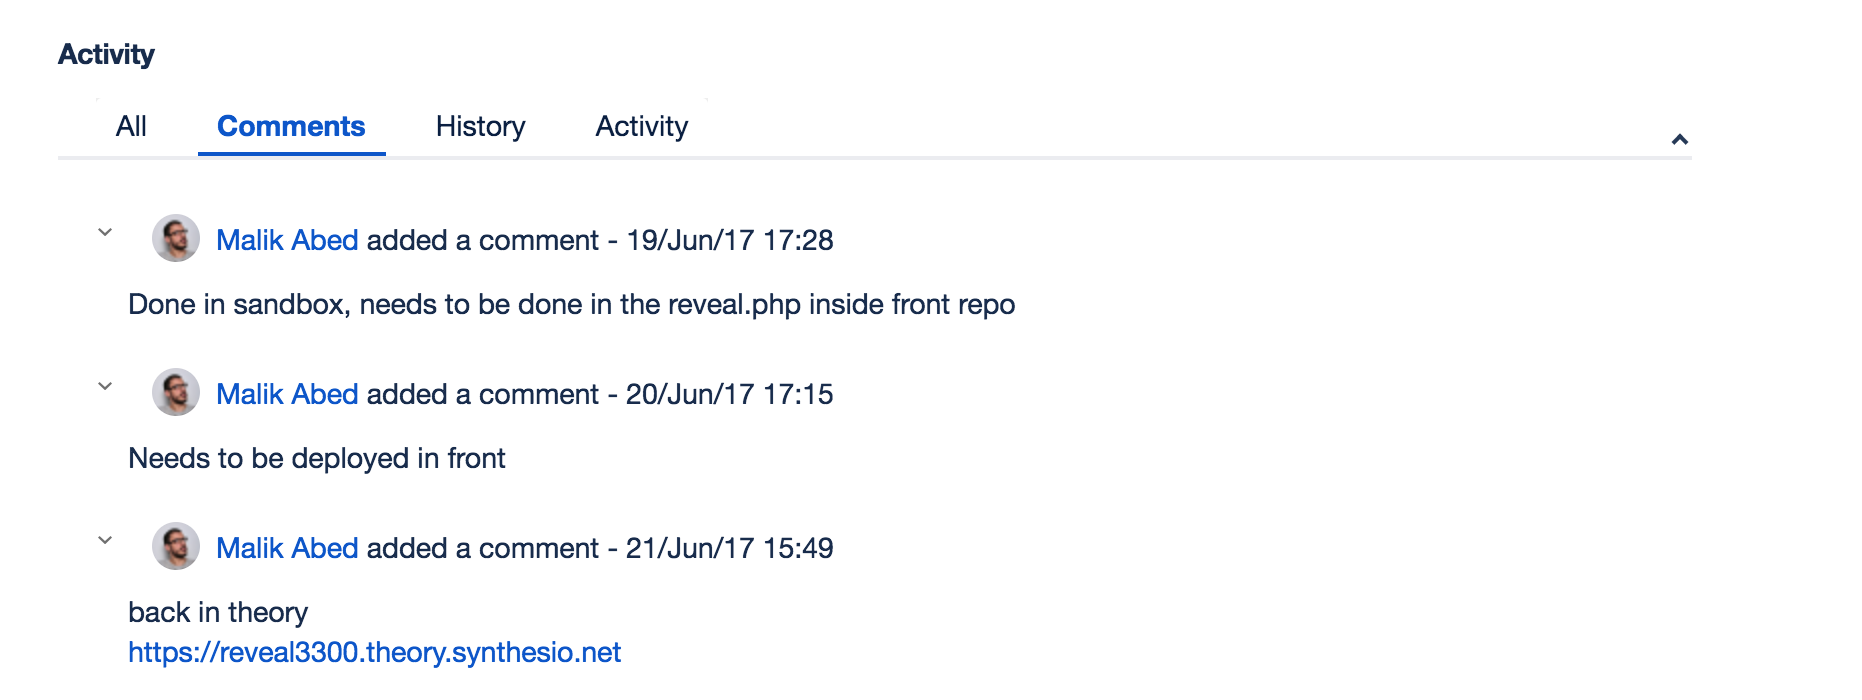 Activity
All Comments History Activity
Malik Abed added a comment - 19/Jun/17 17:28
Done in sandbox, needs to be done in the reveal.php inside front repo
Malik Abed added a comment - 20/Jun/17 17:15
Needs to be deployed in front
Malik Abed added a comment - 21/Jun/17 15:49
back in theory
https://reveal3300.theory.synthesio.net